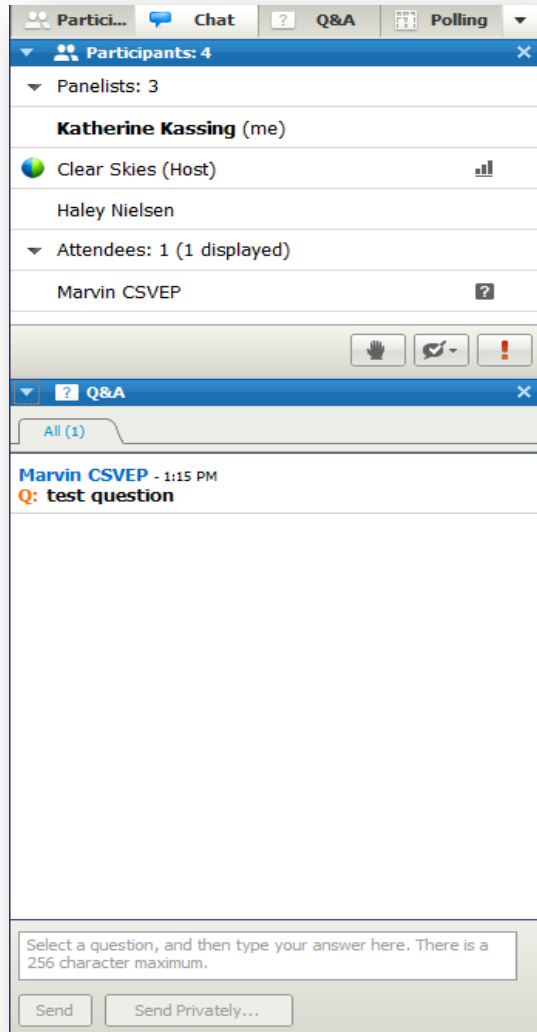 Partici... Chat ? Q&A Polling
Participants: 4
Panelists: 3
Katherine Kassing (me)
Clear Skies (Host)
Haley Nielsen
Attendees: 1 (1 displayed)
Marvin CSVEP ?
? Q&A
All (1)
Marvin CSVEP - 1:15 PM
Q: test question
Select a question, and then type your answer here. There is a
256 character maximum.
Send Send Privately...